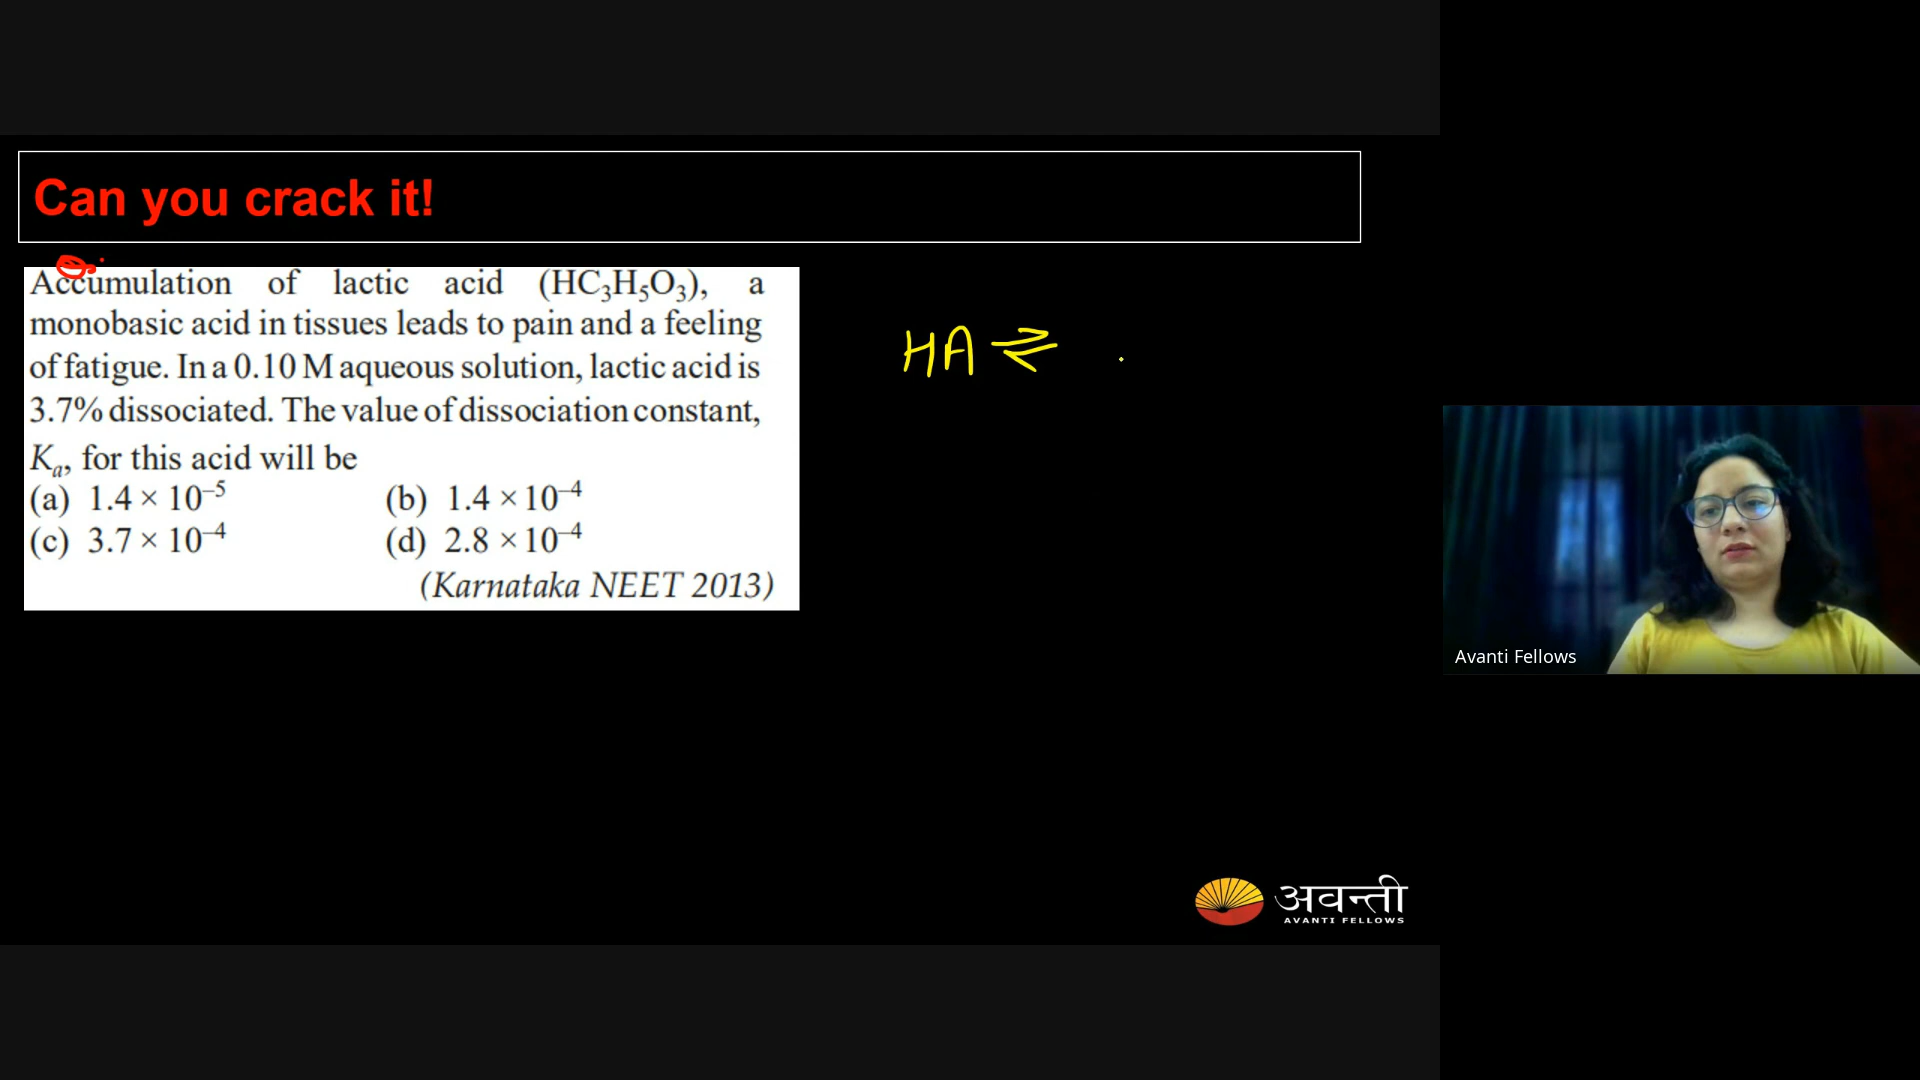 Can you crack it!
Accumulation of lactic acid (HC₃H₅O₃), a
monobasic acid in tissues leads to pain and a feeling
of fatigue. In a 0.10 M aqueous solution, lactic acid is
3.7% dissociated. The value of dissociation constant,
Kₐ, for this acid will be
(a) 1.4 × 10⁻⁵ (b) 1.4 × 10⁻⁴
(c) 3.7 × 10⁻⁴ (d) 2.8 × 10⁻⁴
(Karnataka NEET 2013)
HA ⇌
Avanti Fellows
अवन्ती
AVANTI FELLOWS